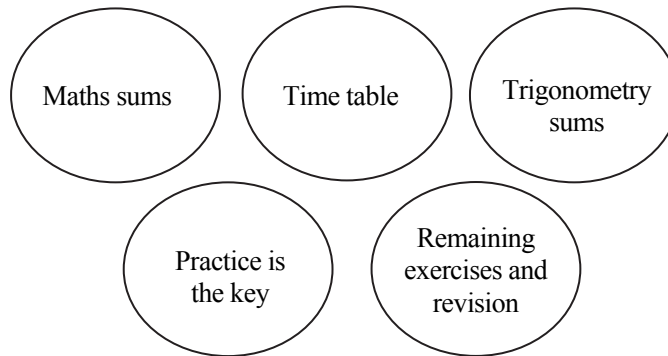 Maths sums
Time table
Trigonometry
sums
Practice is
the key
Remaining
exercises and
revision